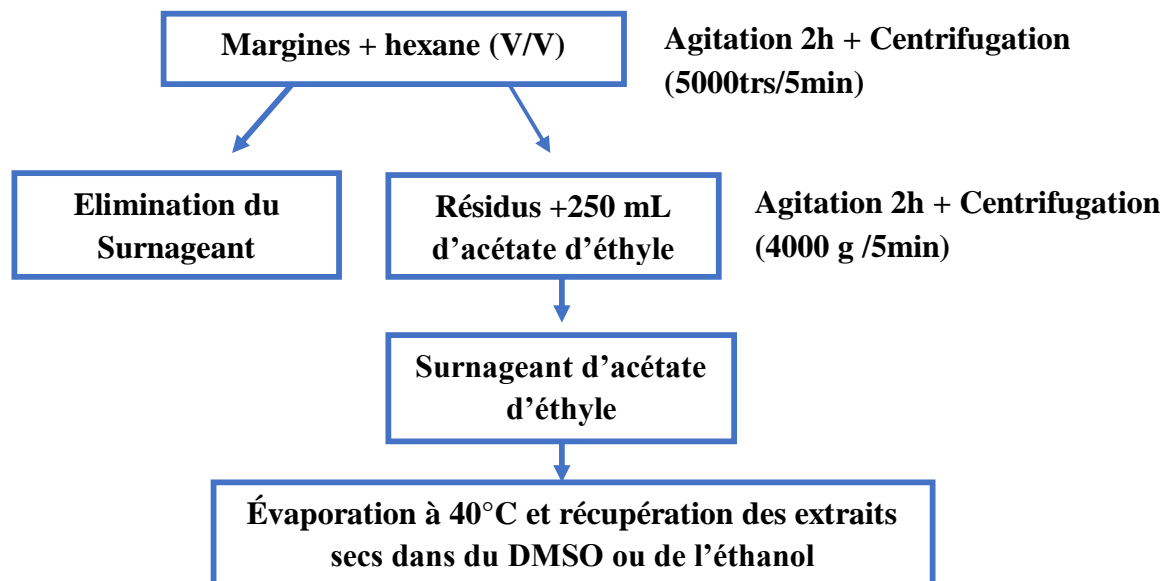 Margines + hexane (V/V)
Agitation 2h + Centrifugation
(5000trs/5min)
Elimination du
Surnageant
Résidus +250 mL
d’acétate d’éthyle
Agitation 2h + Centrifugation
(4000 g /5min)
Surnageant d’acétate
d’éthyle
Évaporation à 40°C et récupération des extraits
secs dans du DMSO ou de l’éthanol